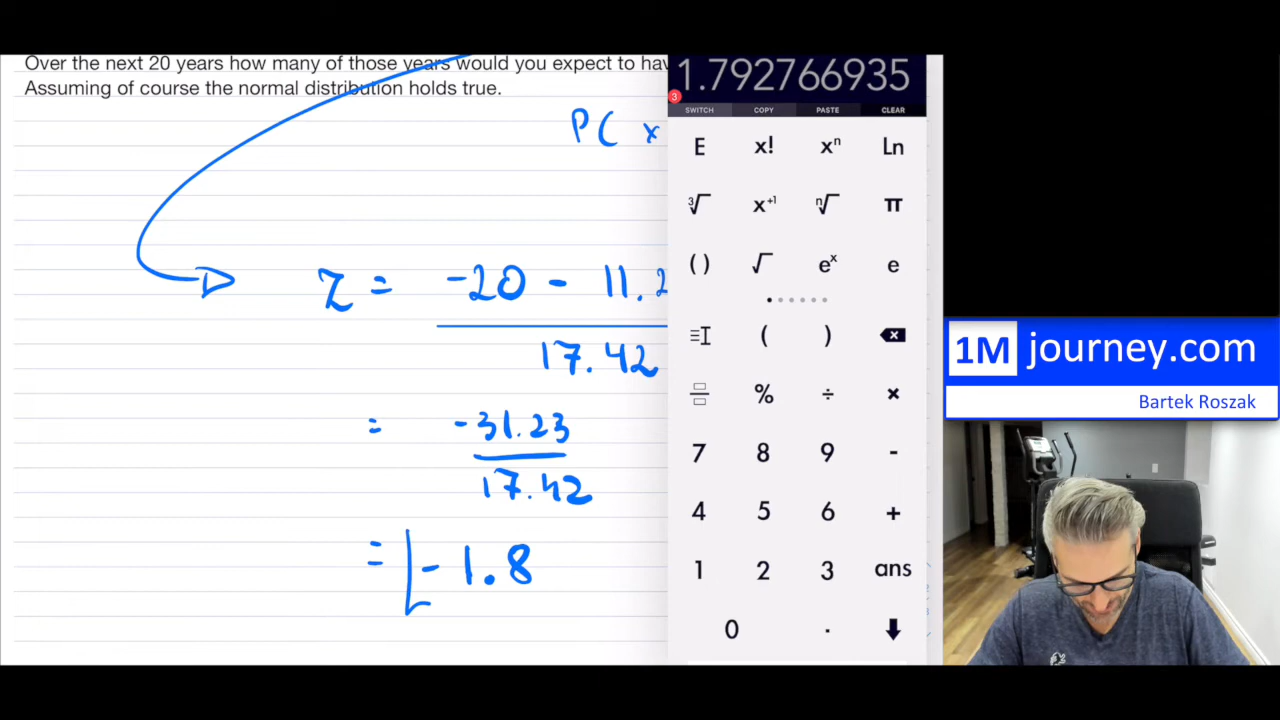 Over the next 20 years how many of those years would you expect to
Assuming of course the normal distribution holds true.
P( x
z = -20 - 11.2
17.42
= -31.23
17.42
= -1.8
1.792766935
3
SWITCH COPY PASTE CLEAR
E x! xⁿ Ln
³√ x⁺¹ ⁿ√ π
( ) √ eˣ e
( )
% ÷ ×
7 8 9 -
4 5 6 +
1 2 3 ans
0 .
1M journey.com
Bartek Roszak